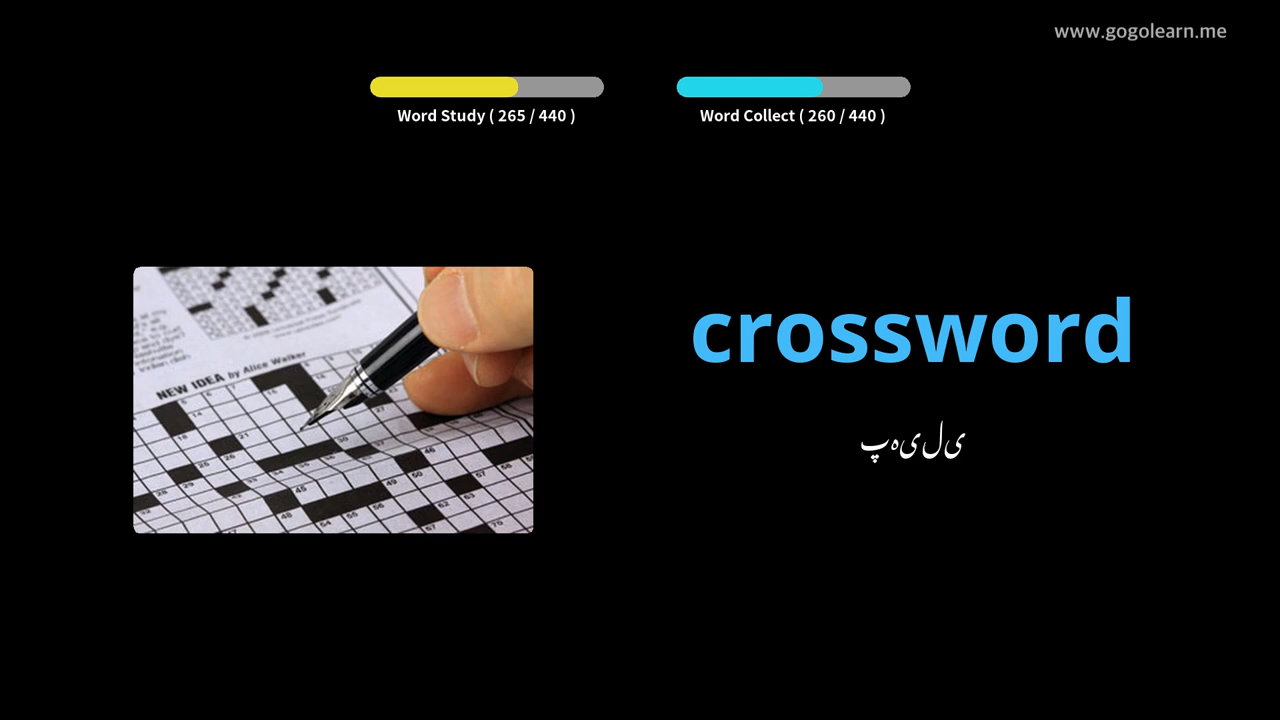 www.gogolearn.me
Word Study ( 265 / 440 )
Word Collect ( 260 / 440 )
NEW IDEA by Alice Walker
crossword
پہیلی